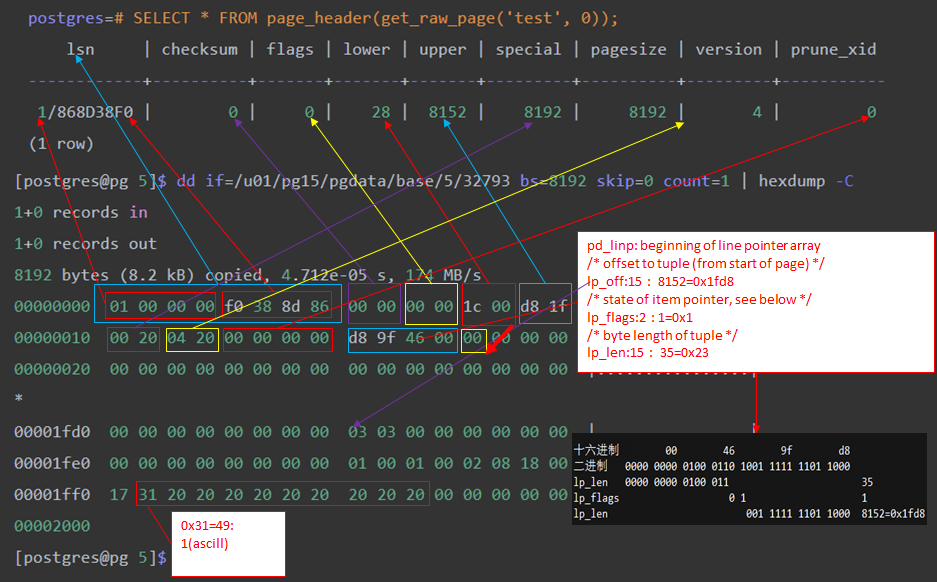 postgres=# SELECT * FROM page_header(get_raw_page('test', 0));
lsn | checksum | flags | lower | upper | special | pagesize | version | prune_xid
------------+----------+-------+-------+-------+---------+----------+---------+-----------
1/868D38F0 | 0 | 0 | 28 | 8152 | 8192 | 8192 | 4 | 0
(1 row)
[postgres@pg 5]$ dd if=/u01/pg15/pgdata/base/5/32793 bs=8192 skip=0 count=1 | hexdump -C
1+0 records in
1+0 records out
8192 bytes (8.2 kB) copied, 4.712e-05 s, 174 MB/s
00000000 01 00 00 00 f0 38 8d 86 00 00 00 00 1c 00 d8 1f
00000010 00 20 04 20 00 00 00 00 d8 9f 46 00 00 00 00 00
00000020 00 00 00 00 00 00 00 00 00 00 00 00 00 00 00 00 |................|
*
00001fd0 00 00 00 00 00 00 00 00 03 03 00 00 00 00 00 00 |
00001fe0 00 00 00 00 00 00 00 00 01 00 01 00 02 08 18 00
00001ff0 17 31 20 20 20 20 20 20 20 20 20 00 00 00 00 00
00002000
[postgres@pg 5]$
pd_linp: beginning of line pointer array
/* offset to tuple (from start of page) */
lp_off:15 : 8152=0x1fd8
/* state of item pointer, see below */
lp_flags:2 : 1=0x1
/* byte length of tuple */
lp_len:15 : 35=0x23
十六进制 00 46 9f d8
二进制 0000 0000 0100 0110 1001 1111 1101 1000
lp_len 0000 0000 0100 011 35
lp_flags 0 1 1
lp_len 001 1111 1101 1000 8152=0x1fd8
0x31=49:
1(ascill)